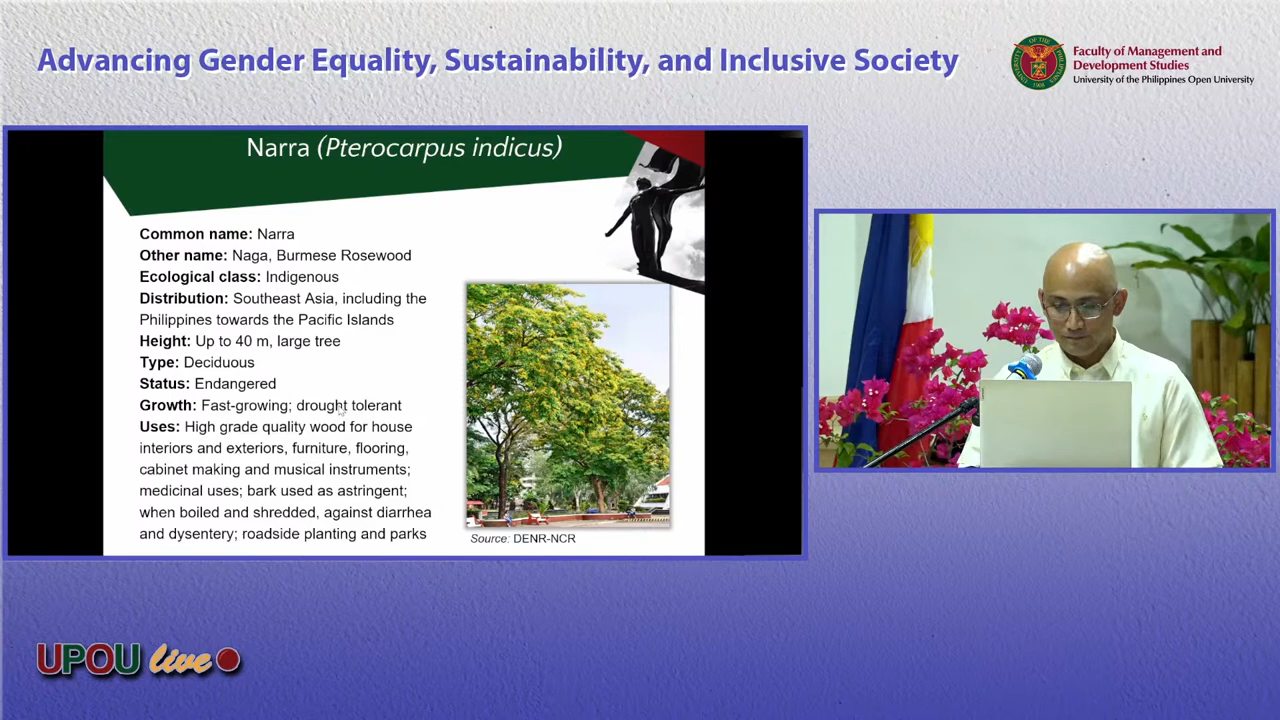 Advancing Gender Equality, Sustainability, and Inclusive Society
Faculty of Management and
Development Studies
University of the Philippines Open University
Narra (Pterocarpus indicus)
Common name: Narra
Other name: Naga, Burmese Rosewood
Ecological class: Indigenous
Distribution: Southeast Asia, including the
Philippines towards the Pacific Islands
Height: Up to 40 m, large tree
Type: Deciduous
Status: Endangered
Growth: Fast-growing; drought tolerant
Uses: High grade quality wood for house
interiors and exteriors, furniture, flooring,
cabinet making and musical instruments;
medicinal uses; bark used as astringent;
when boiled and shredded, against diarrhea
and dysentery; roadside planting and parks
Source: DENR-NCR
UPOU live